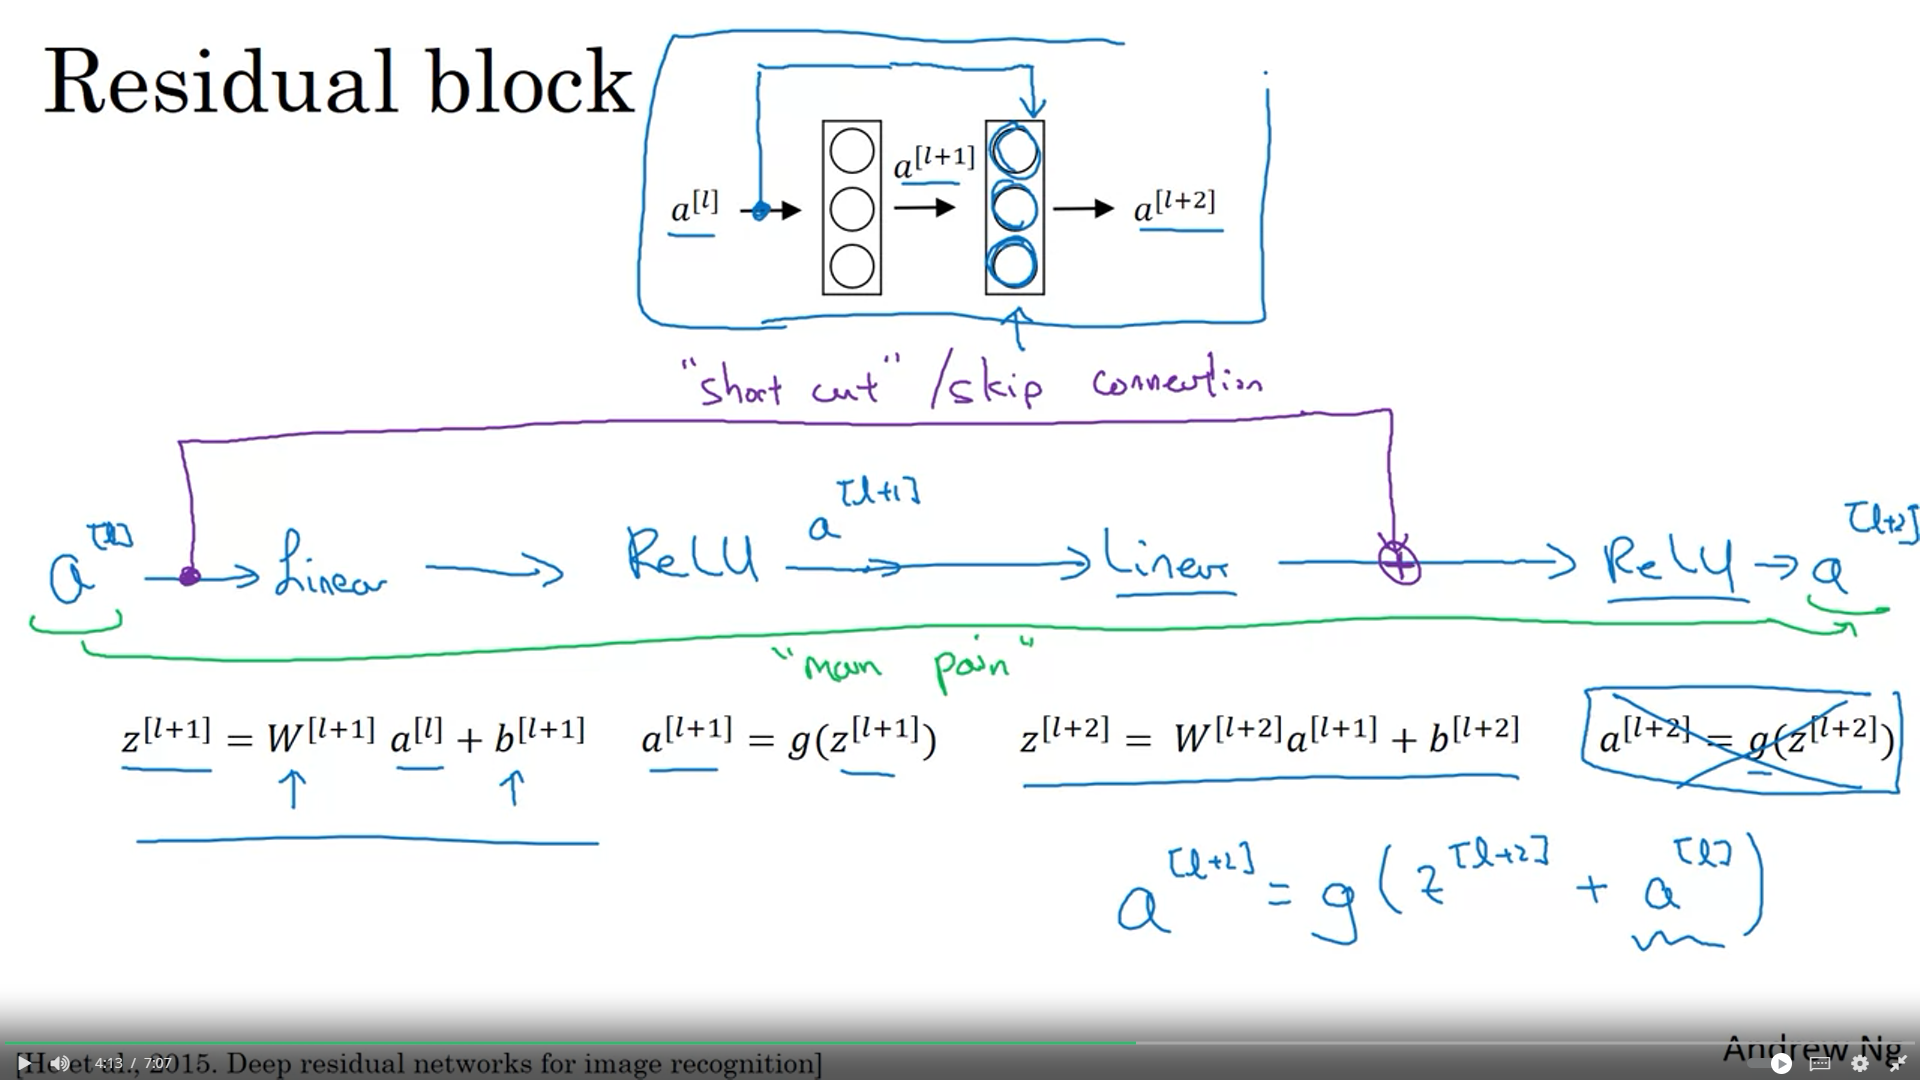 Residual block
a^[l]
a^[l+1]
a^[l+2]
"short cut" / skip connection
a^[l] → Linear → ReLU a^[l+1] → Linear → ⊕ → ReLU → a^[l+2]
"main
z^[l+1] = W^[l+1] a^[l] + b^[l+1] a^[l+1] = g(z^[l+1]) z^[l+2] = W^[l+2]a^[l+1] + b^[l+2] a^[l+2] = g(z^[l+2])
a^[l+2] = g(z^[l+2] + a^[l])
Andrew Ng
4:13 / 7:07
[He et al., 2015. Deep residual networks for image recognition]